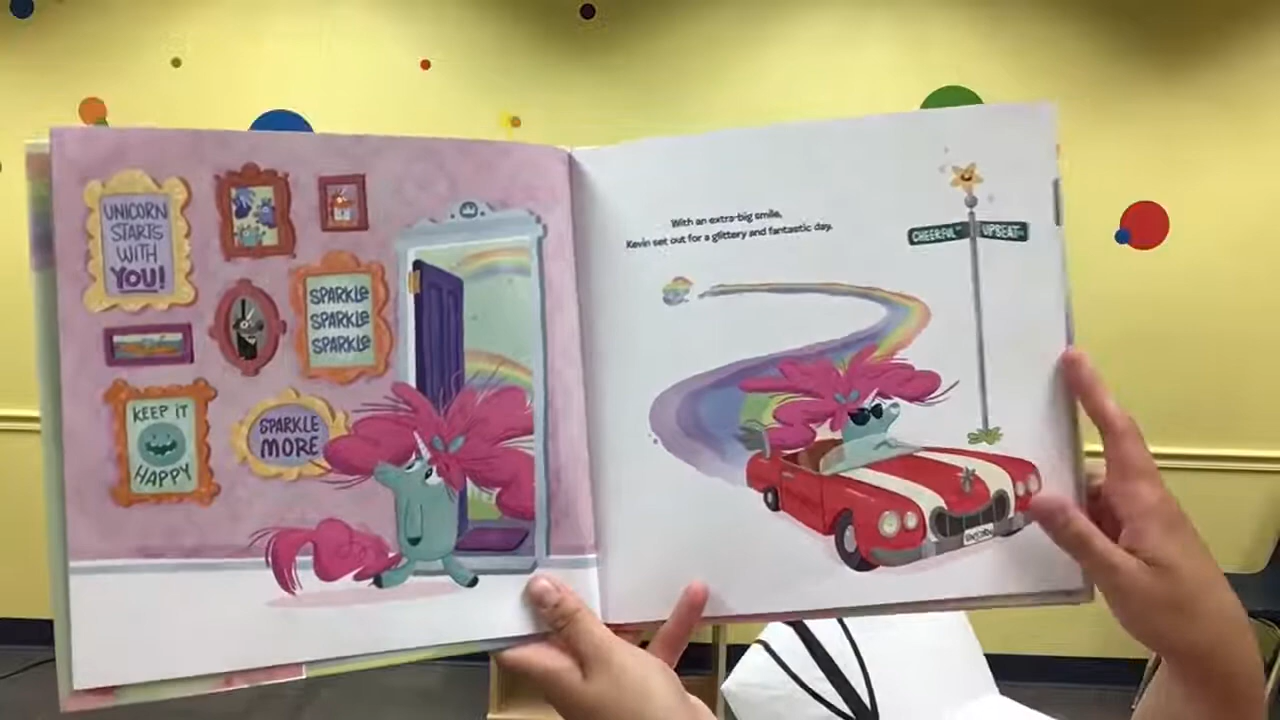 UNICORN
STARTS
WITH
YOU!
SPARKLE
SPARKLE
SPARKLE
KEEP IT
HAPPY
SPARKLE
MORE
With an extra-big smile,
Kevin set out for a glittery and fantastic day.
CHEERFUL
UPBEAT